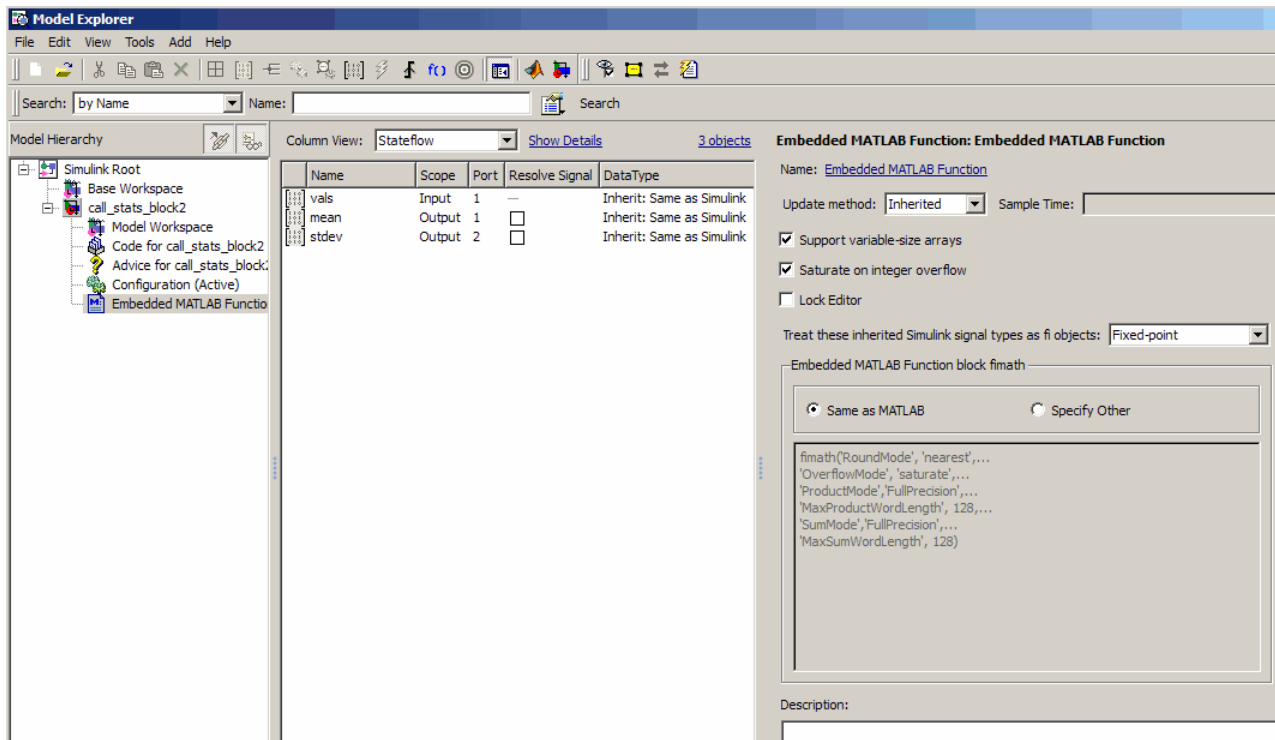 Model Explorer
File Edit View Tools Add Help
Search: by Name Name: Search
Model Hierarchy
Simulink Root
Base Workspace
call_stats_block2
Model Workspace
Code for call_stats_block2
Advice for call_stats_block2
Configuration (Active)
Embedded MATLAB Functio
Column View: Stateflow Show Details 3 objects
Name Scope Port Resolve Signal DataType
vals Input 1 — Inherit: Same as Simulink
mean Output 1 Inherit: Same as Simulink
stdev Output 2 Inherit: Same as Simulink
Embedded MATLAB Function: Embedded MATLAB Function
Name: Embedded MATLAB Function
Update method: Inherited Sample Time:
Support variable-size arrays
Saturate on integer overflow
Lock Editor
Treat these inherited Simulink signal types as fi objects: Fixed-point
Embedded MATLAB Function block fimath
Same as MATLAB Specify Other
fimath('RoundMode', 'nearest',...
'OverflowMode', 'saturate',...
'ProductMode','FullPrecision',...
'MaxProductWordLength', 128,...
'SumMode','FullPrecision',...
'MaxSumWordLength', 128)
Description: